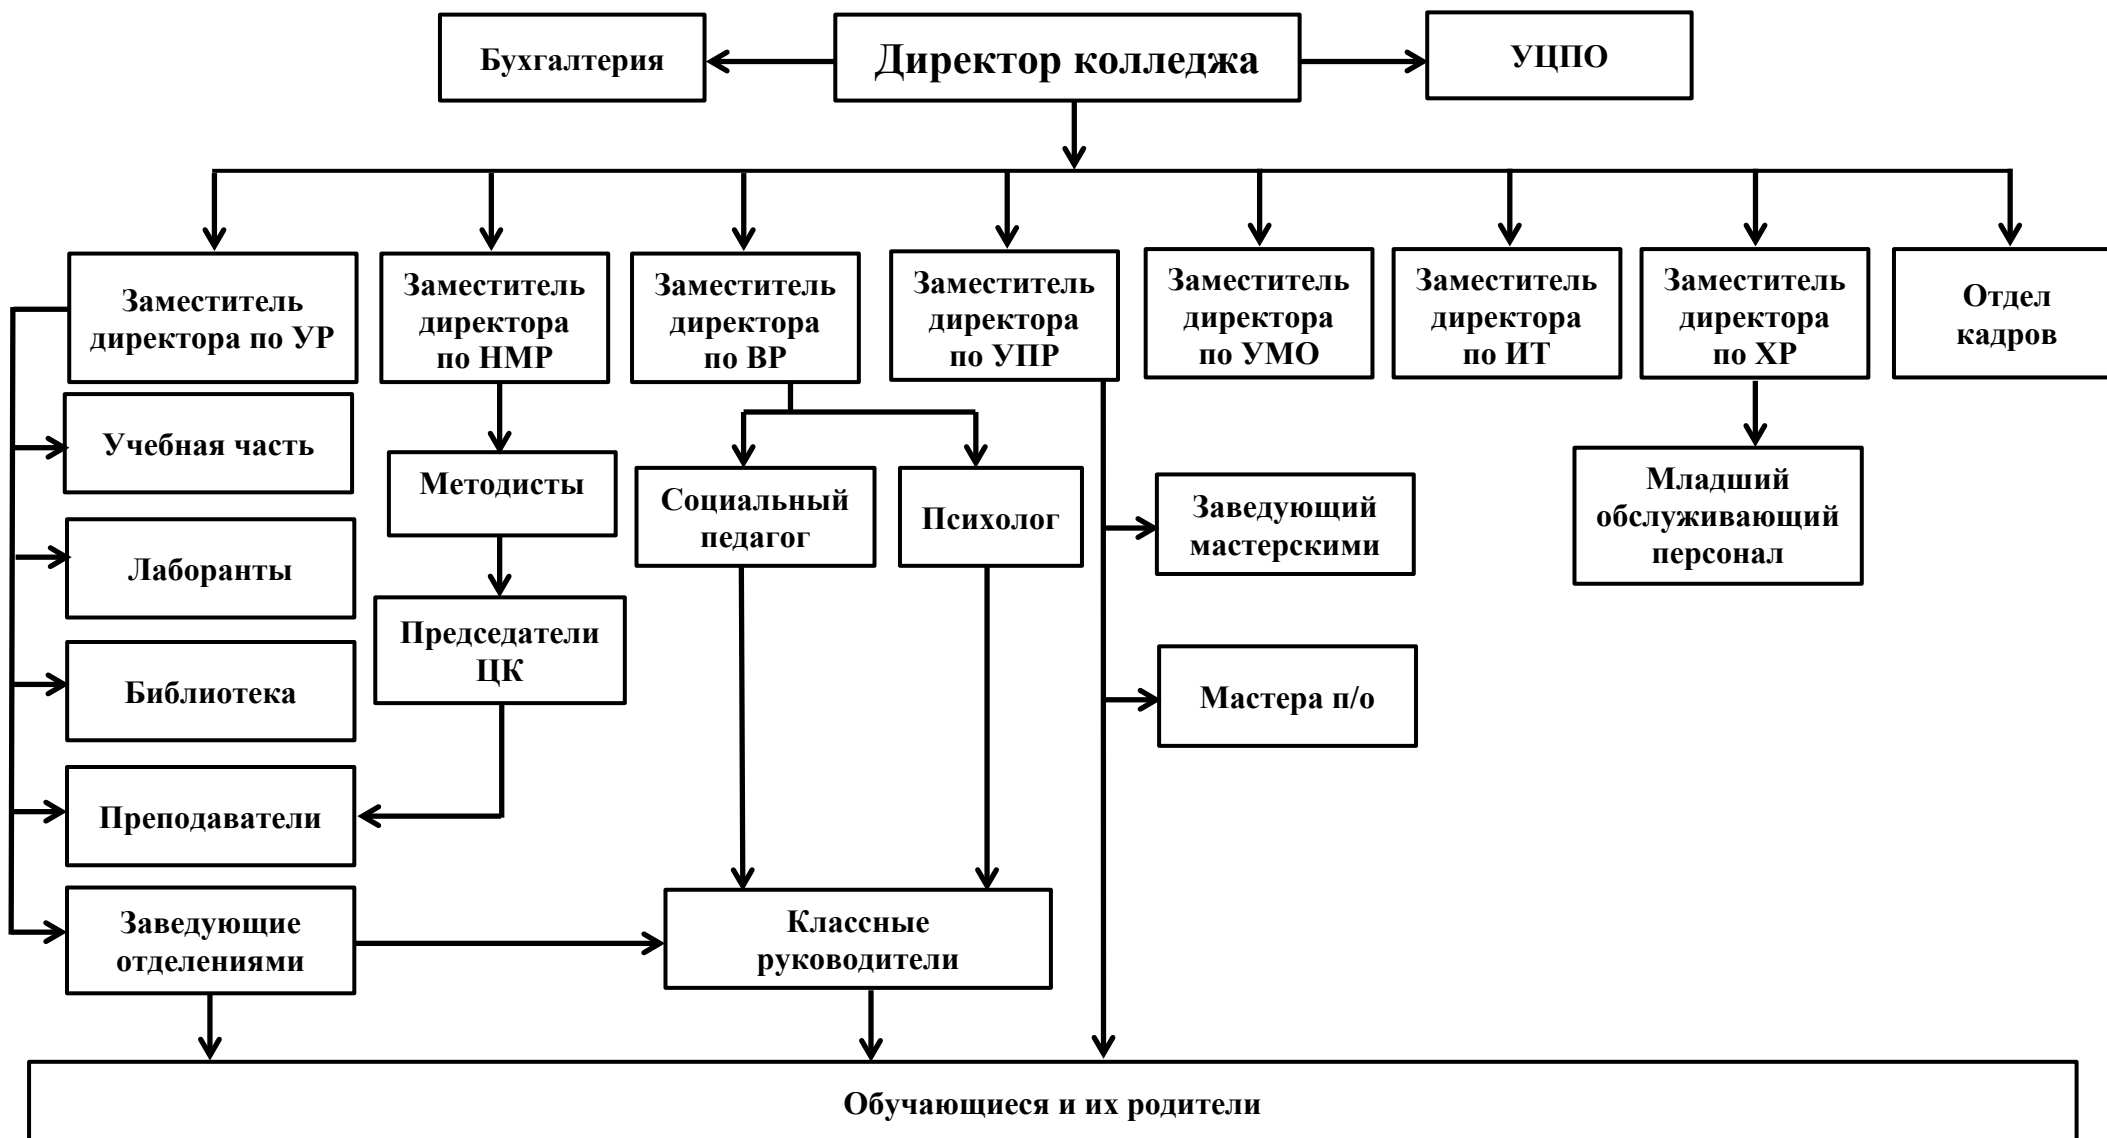 Бухгалтерия
Директор колледжа
УЦПО
Заместитель
директора по УР
Заместитель
директора
по НМР
Заместитель
директора
по ВР
Заместитель
директора
по УПР
Заместитель
директора
по УМО
Заместитель
директора
по ИТ
Заместитель
директора
по ХР
Отдел
кадров
Учебная часть
Методисты
Социальный
педагог
Психолог
Заведующий
мастерскими
Младший
обслуживающий
персонал
Лаборанты
Председатели
ЦК
Библиотека
Мастера п/о
Преподаватели
Заведующие
отделениями
Классные
руководители
Обучающиеся и их родители